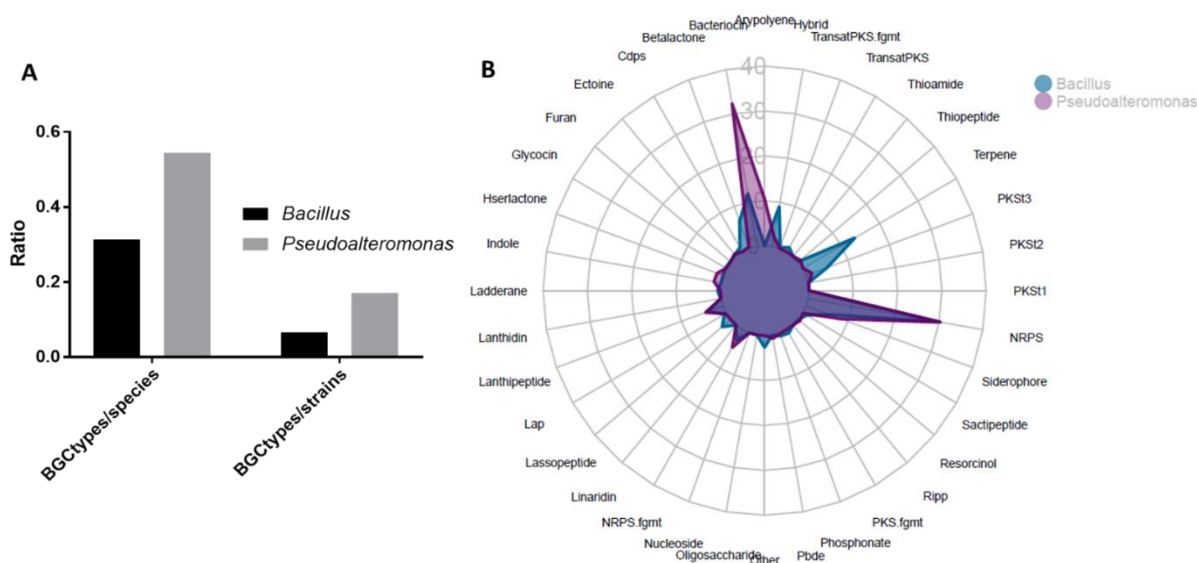 A
Ratio
0.6
0.4
0.2
0.0
Bacillus
Pseudoalteromonas
BGCtypes/species
BGCtypes/strains
B
Bacillus
Pseudoalteromonas
40
30
Arypolyene
Hybrid
TransatPKS.fgmt
TransatPKS
Thioamide
Thiopeptide
Terpene
PKSt3
PKSt2
PKSt1
NRPS
Siderophore
Sactipeptide
Resorcinol
Ripp
PKS.fgmt
Phosphonate
Pbde
Other
Oligosaccharide
Nucleoside
NRPS.fgmt
Linaridin
Lassopeptide
Lap
Lanthipeptide
Lanthidin
Ladderane
Indole
Hserlactone
Glycocin
Furan
Ectoine
Cdps
Betalactone
Bacteriocin